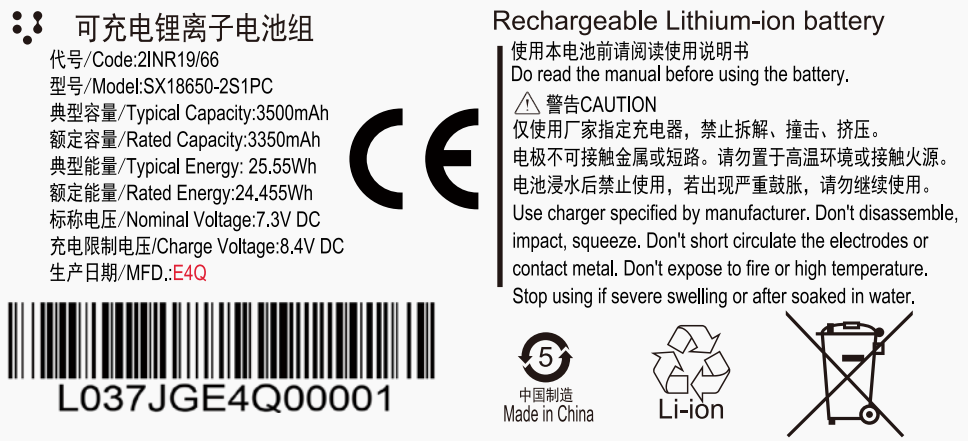 可充电锂离子电池组
代号/Code:2INR19/66
型号/Model:SX18650-2S1PC
典型容量/Typical Capacity:3500mAh
额定容量/Rated Capacity:3350mAh
典型能量/Typical Energy: 25.55Wh
额定能量/Rated Energy:24.455Wh
标称电压/Nominal Voltage:7.3V DC
充电限制电压/Charge Voltage:8.4V DC
生产日期/MFD.:E4Q
CE
L037JGE4Q00001
Rechargeable Lithium-ion battery
使用本电池前请阅读使用说明书
Do read the manual before using the battery.
警告CAUTION
仅使用厂家指定充电器，禁止拆解、撞击、挤压。
电极不可接触金属或短路。请勿置于高温环境或接触火源。
电池浸水后禁止使用，若出现严重鼓胀，请勿继续使用。
Use charger specified by manufacturer. Don't disassemble,
impact, squeeze. Don't short circulate the electrodes or
contact metal. Don't expose to fire or high temperature.
Stop using if severe swelling or after soaked in water.
5
中国制造
Made in China
Li-ion